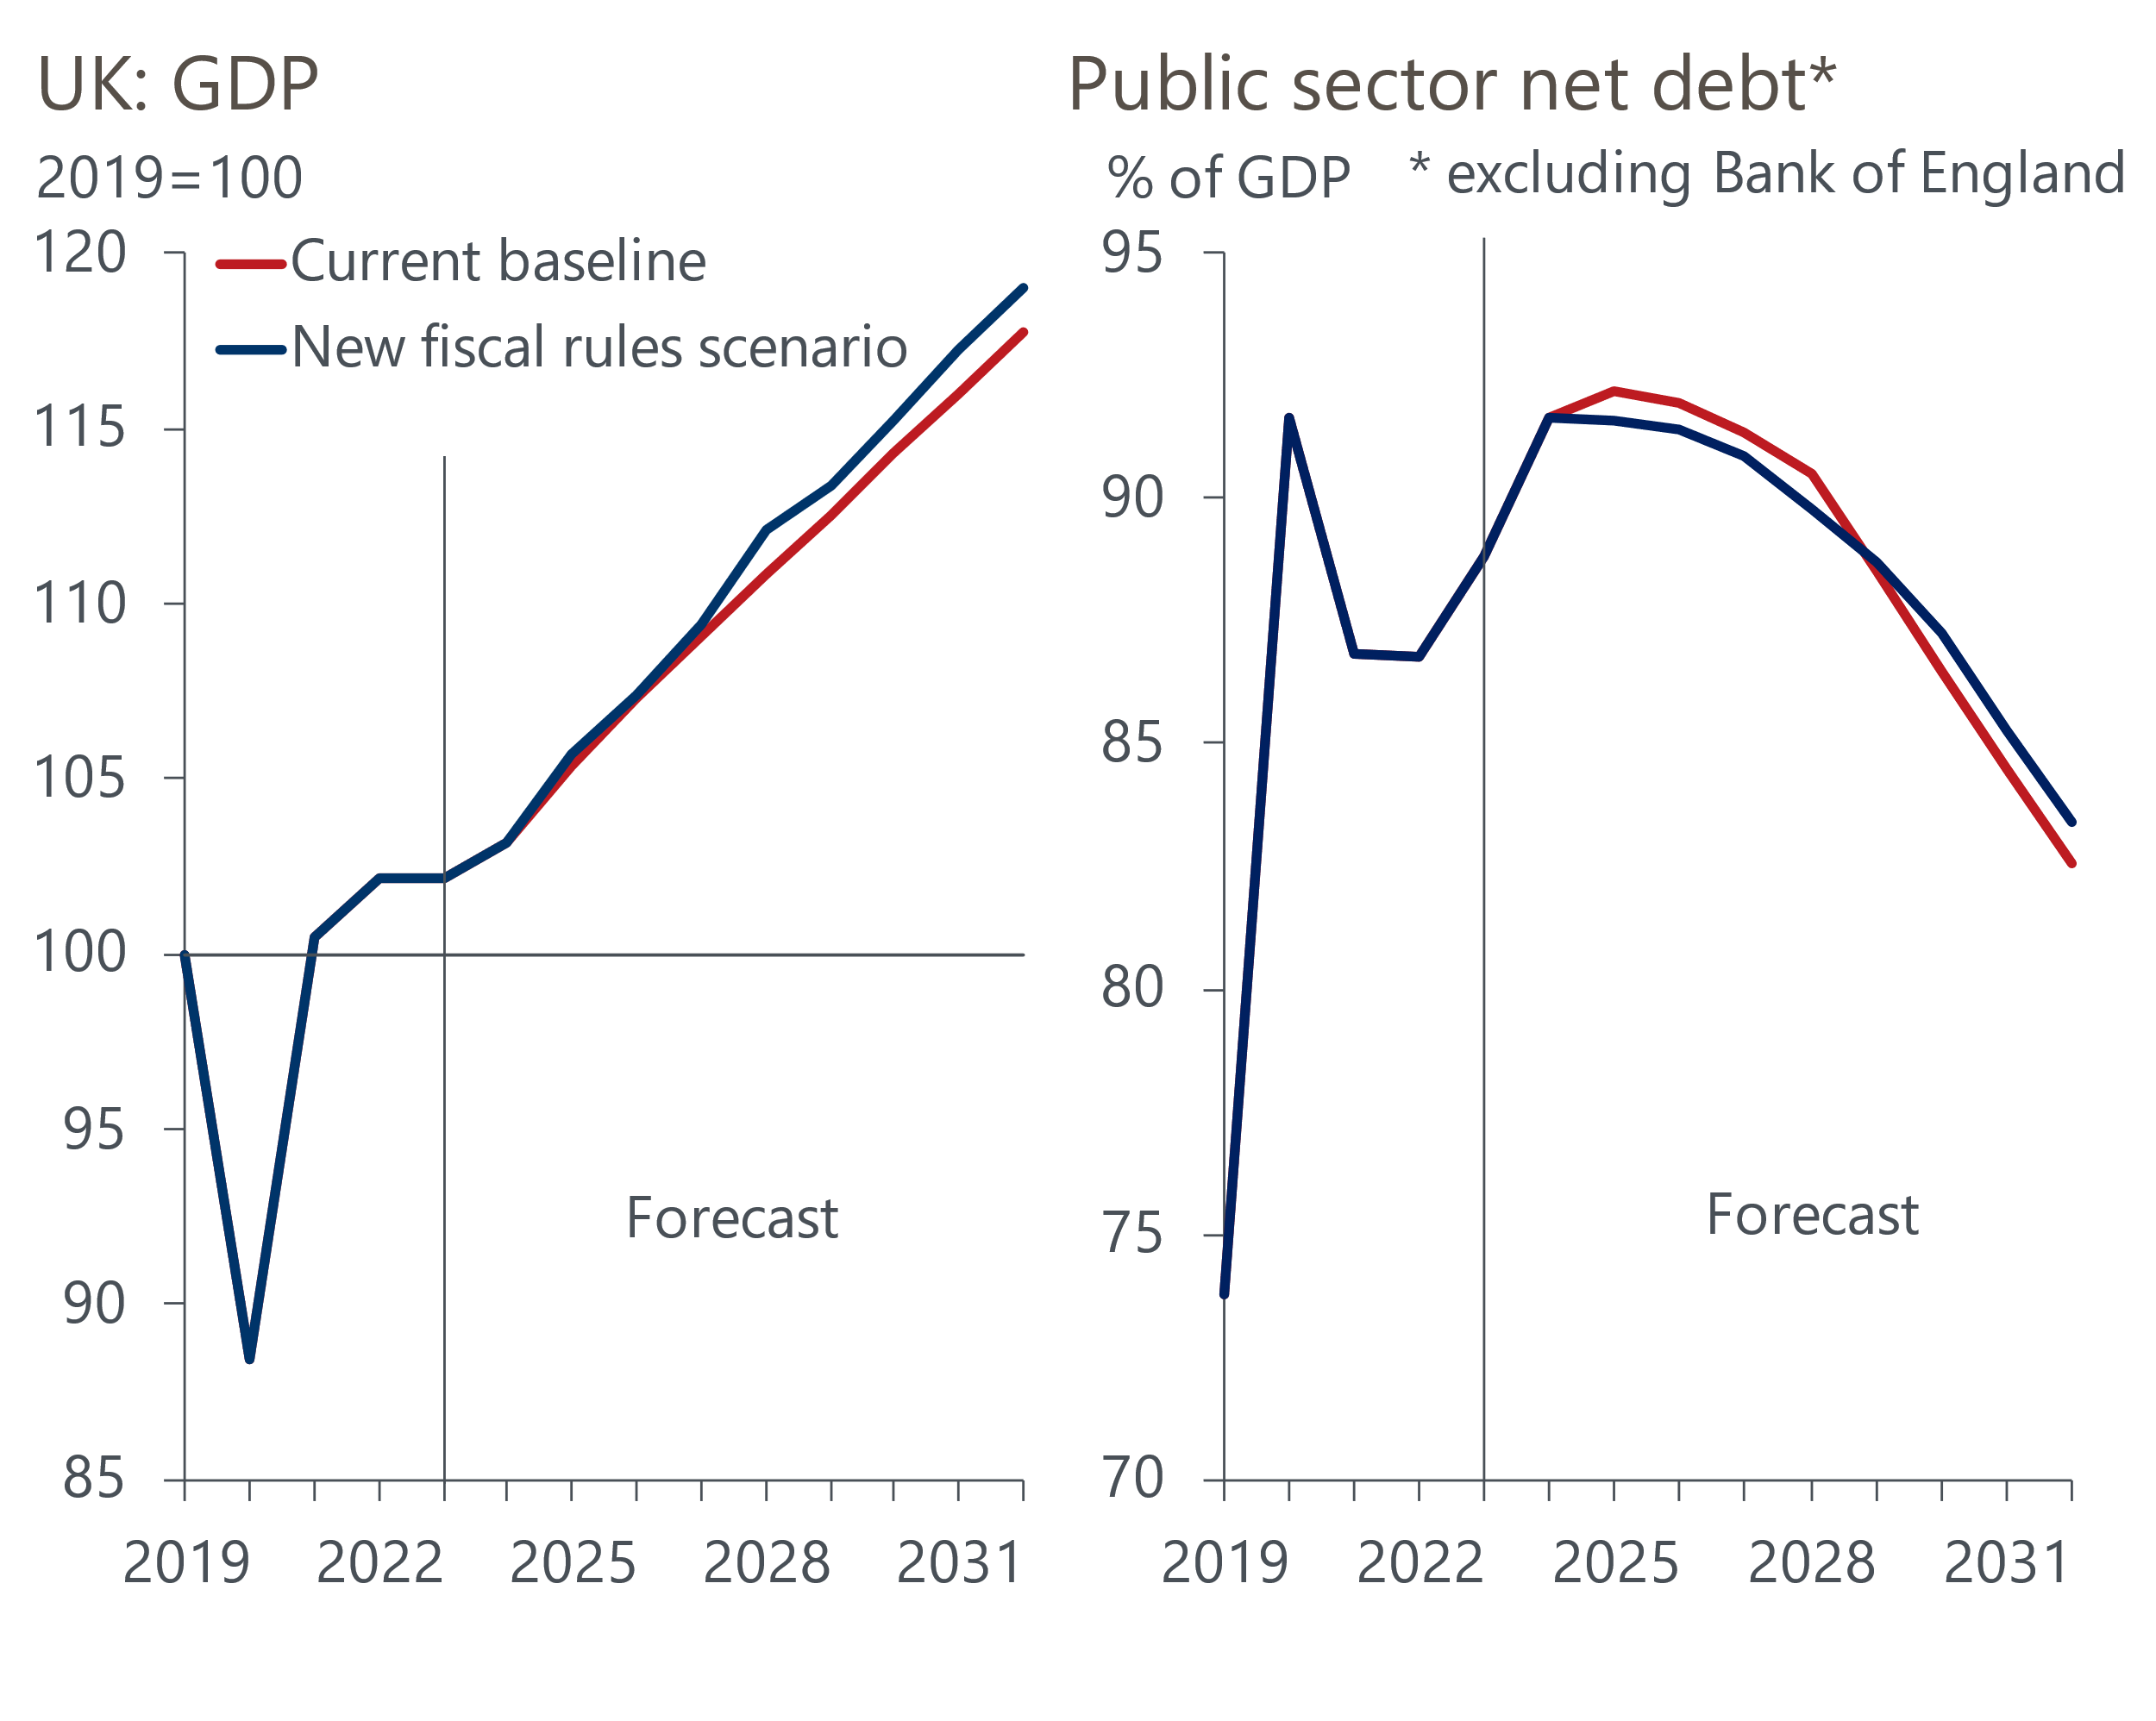 UK: GDP
2019=100
120
Current baseline
New fiscal rules scenario
115
110
105
100
95
90
85
Forecast
2019 2022 2025 2028 2031
Public sector net debt*
% of GDP * excluding Bank of England
95
90
85
80
75
70
Forecast
2019 2022 2025 2028 2031